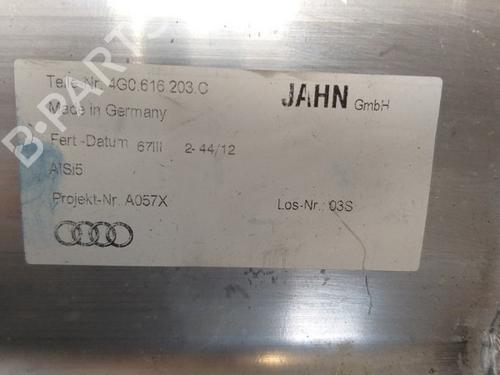 Teile-Nr. 4G0.616.203.C
Made in Germany
JAHN GmbH
Fert.-Datum 67III 2- 44/12
AlSi5
Projekt-Nr. A057X
Los-Nr.: 03S
B-PARTS